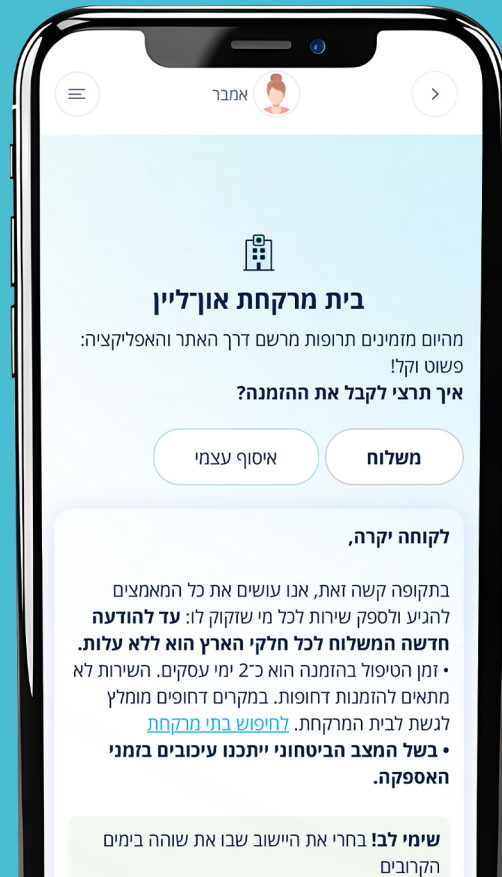 אמבר
בית מרקחת און־ליין
מהיום מזמינים תרופות מרשם דרך האתר והאפליקציה:
פשוט וקל!
איך תרצי לקבל את ההזמנה?
משלוח
איסוף עצמי
לקוחה יקרה,
בתקופה קשה זאת, אנו עושים את כל המאמצים
להגיע ולספק שירות לכל מי שזקוק לו: עד להודעה
חדשה המשלוח לכל חלקי הארץ הוא ללא עלות.
• זמן הטיפול בהזמנה הוא כ־2 ימי עסקים. השירות לא
מתאים להזמנות דחופות. במקרים דחופים מומלץ
לגשת לבית המרקחת. לחיפוש בתי מרקחת
• בשל המצב הביטחוני ייתכנו עיכובים בזמני
האספקה.
שימי לב! בחרי את היישוב שבו את שוהה בימים
הקרובים